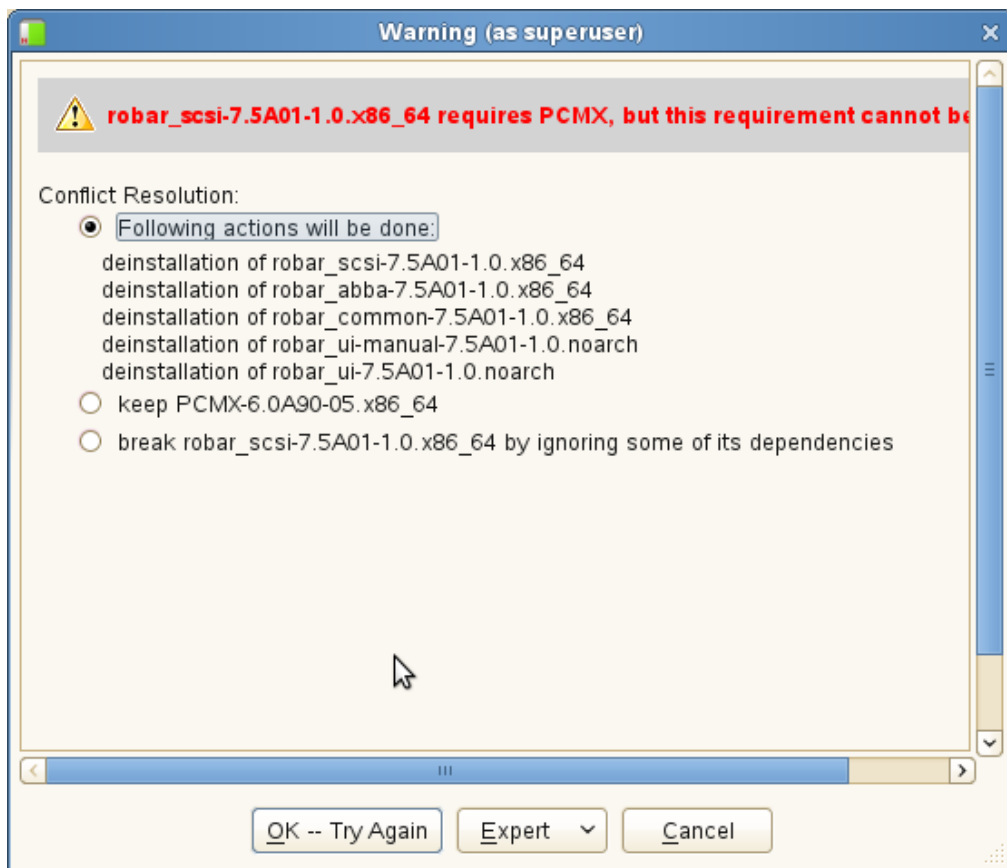 Warning (as superuser)
robar_scsi-7.5A01-1.0.x86_64 requires PCMX, but this requirement cannot be
Conflict Resolution:
Following actions will be done:
deinstallation of robar_scsi-7.5A01-1.0.x86_64
deinstallation of robar_abba-7.5A01-1.0.x86_64
deinstallation of robar_common-7.5A01-1.0.x86_64
deinstallation of robar_ui-manual-7.5A01-1.0.noarch
deinstallation of robar_ui-7.5A01-1.0.noarch
keep PCMX-6.0A90-05.x86_64
break robar_scsi-7.5A01-1.0.x86_64 by ignoring some of its dependencies
OK -- Try Again
Expert
Cancel